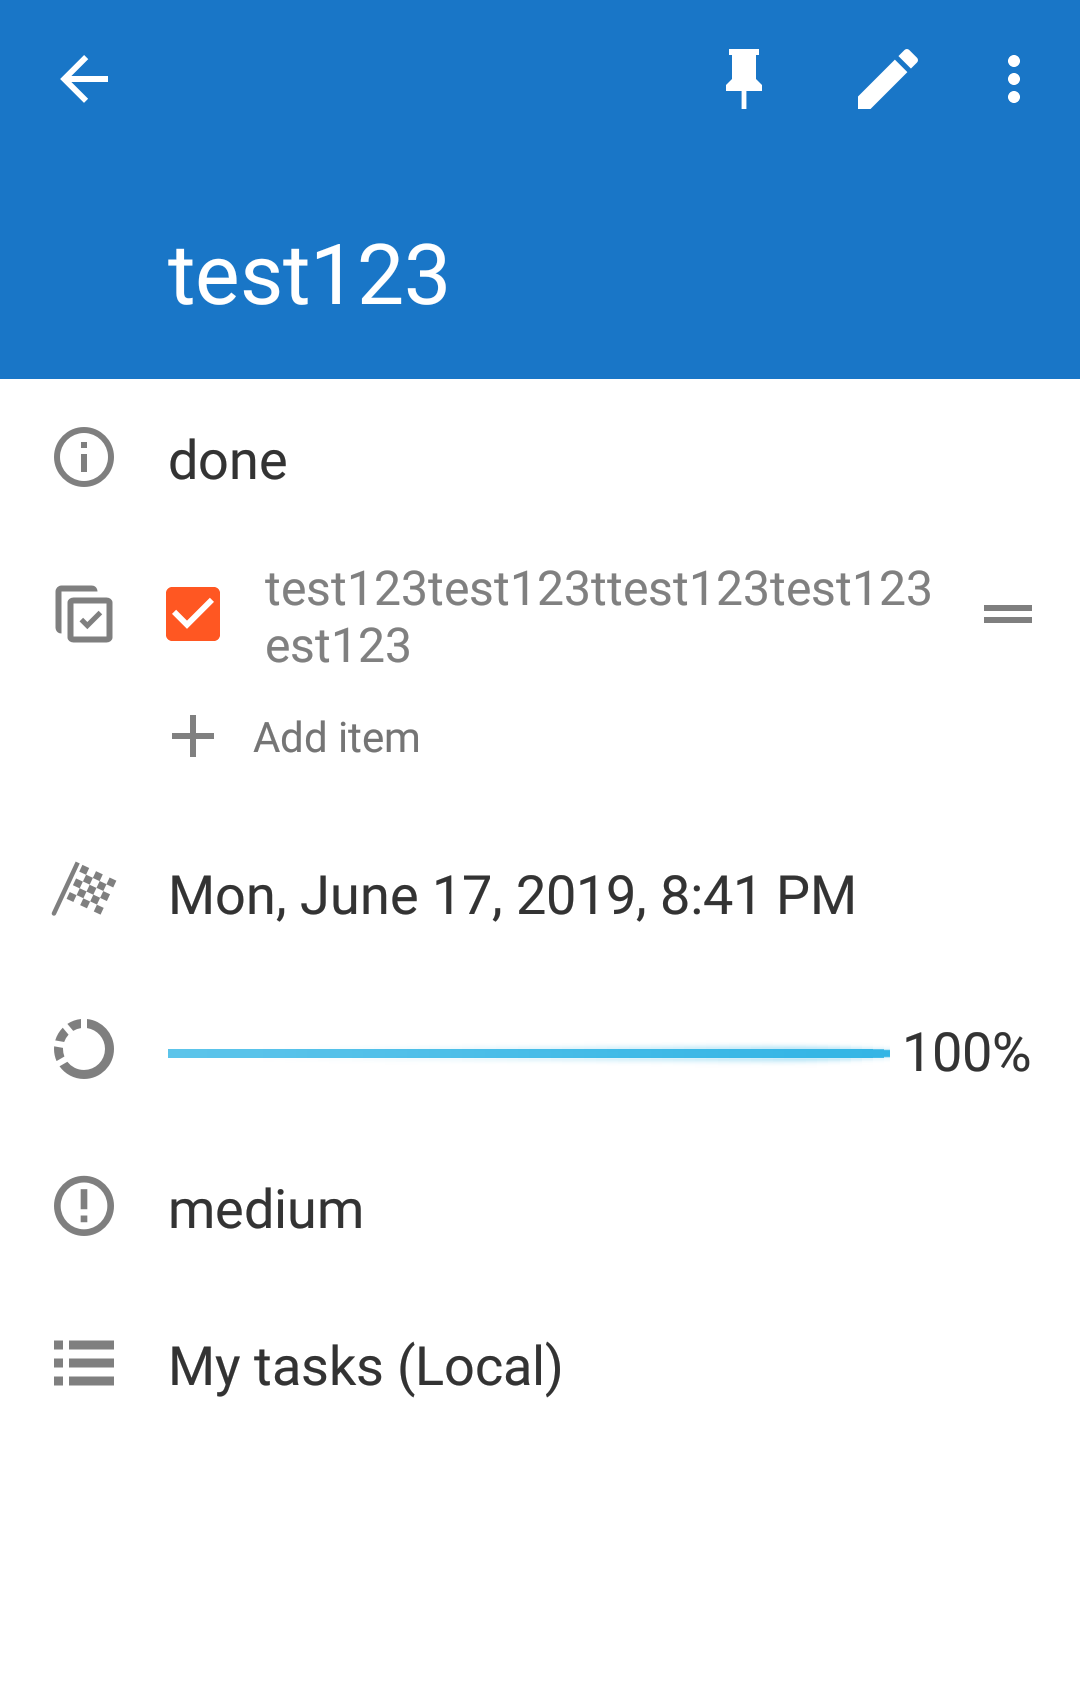 test123
done
test123test123ttest123test123
est123
Add item
Mon, June 17, 2019, 8:41 PM
100%
medium
My tasks (Local)